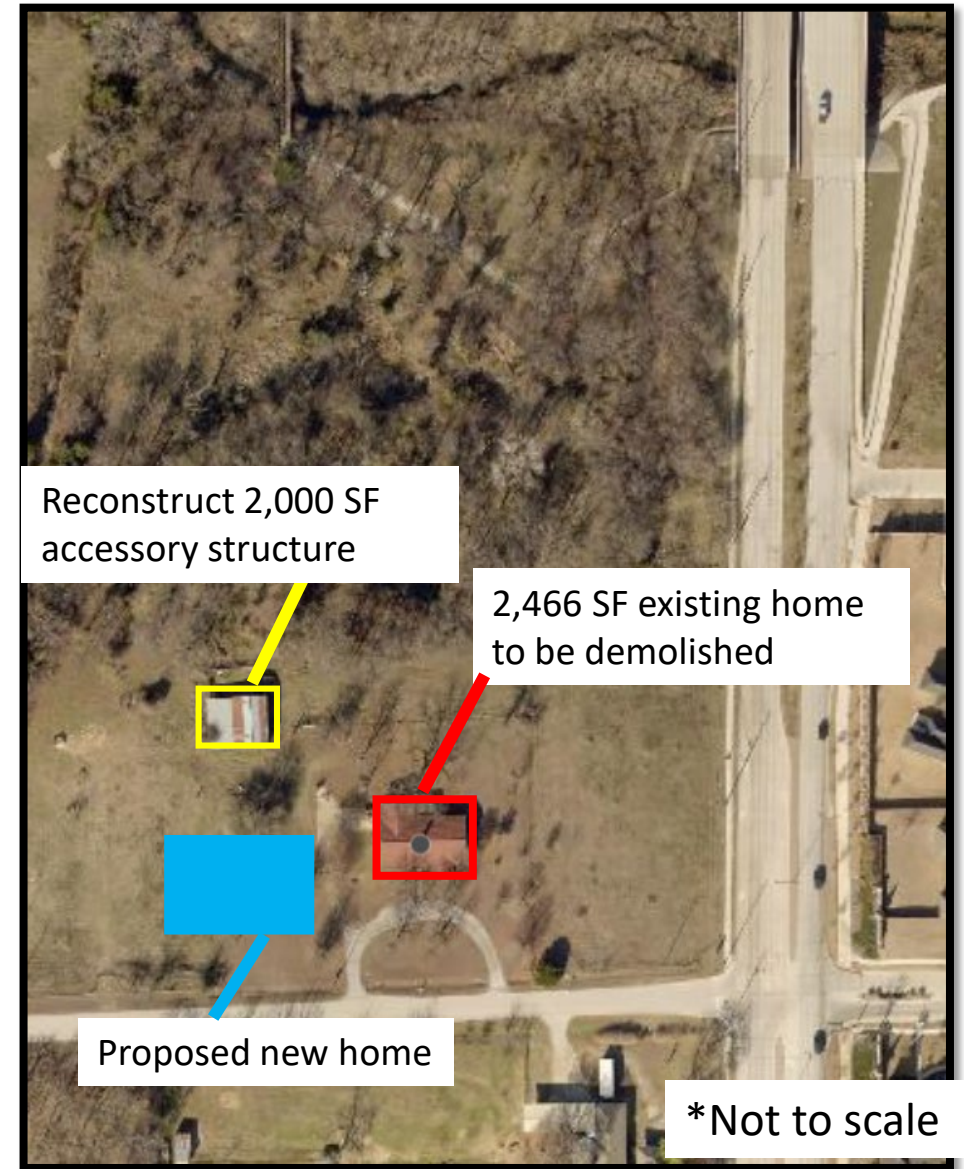 Reconstruct 2,000 SF
accessory structure
2,466 SF existing home
to be demolished
Proposed new home
*Not to scale